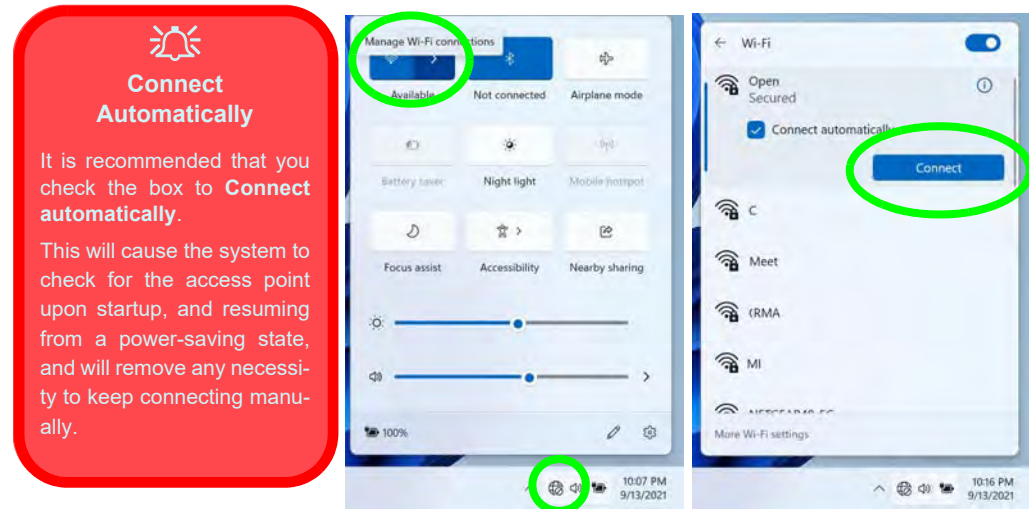 Connect
Automatically
It is recommended that you
check the box to Connect
automatically.
This will cause the system to
check for the access point
upon startup, and resuming
from a power-saving state,
and will remove any necessi-
ty to keep connecting manu-
ally.
Manage Wi-Fi connections
Available Not connected Airplane mode
Battery saver Night light Mobile hotspot
Focus assist Accessibility Nearby sharing
100%
10:07 PM
9/13/2021
Wi-Fi
Open
Secured
Connect automatically
Connect
C
Meet
(RMA
MI
More Wi-Fi settings
10:16 PM
9/13/2021